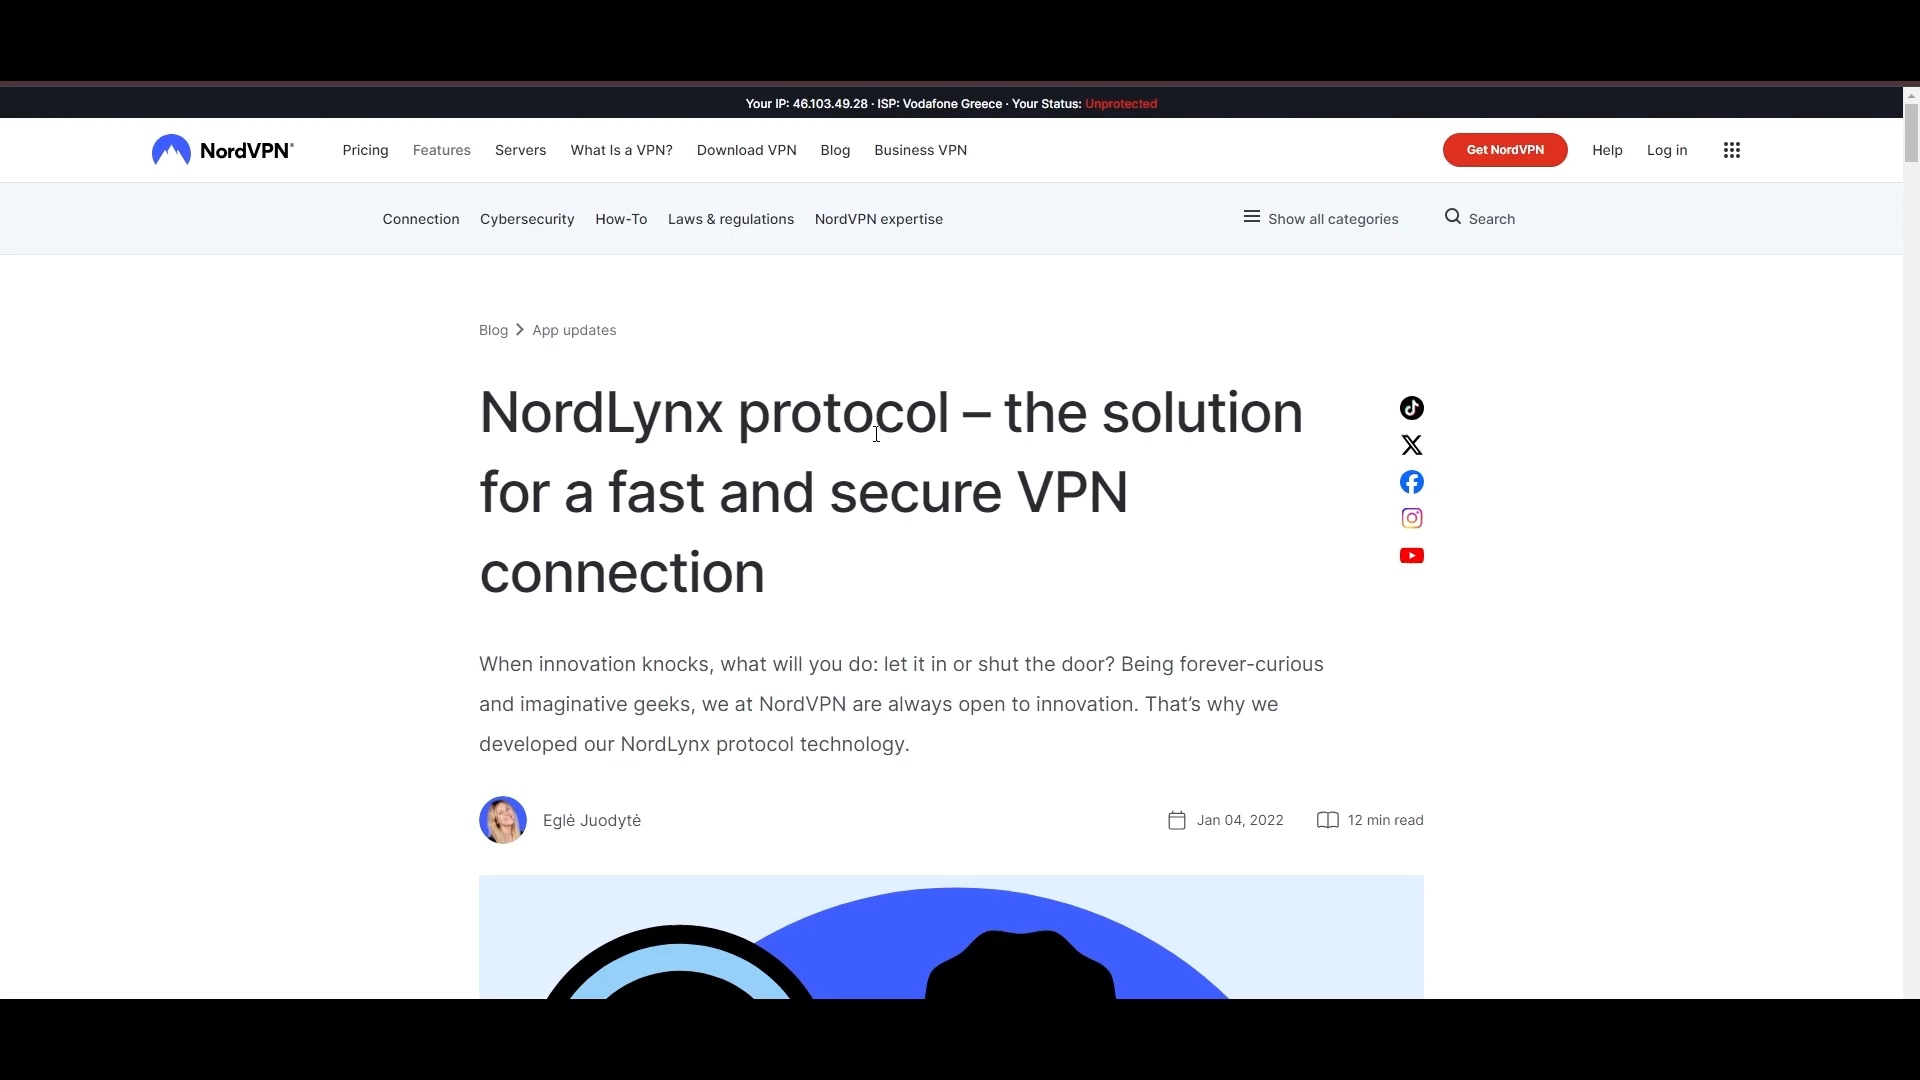 Your IP: 46.103.49.28 · ISP: Vodafone Greece · Your Status: Unprotected
NordVPN® Pricing Features Servers What Is a VPN? Download VPN Blog Business VPN Get NordVPN Help Log in
Connection Cybersecurity How-To Laws & regulations NordVPN expertise Show all categories Search
Blog App updates
NordLynx protocol – the solution
for a fast and secure VPN
connection
When innovation knocks, what will you do: let it in or shut the door? Being forever-curious
and imaginative geeks, we at NordVPN are always open to innovation. That’s why we
developed our NordLynx protocol technology.
Eglė Juodytė Jan 04, 2022 12 min read